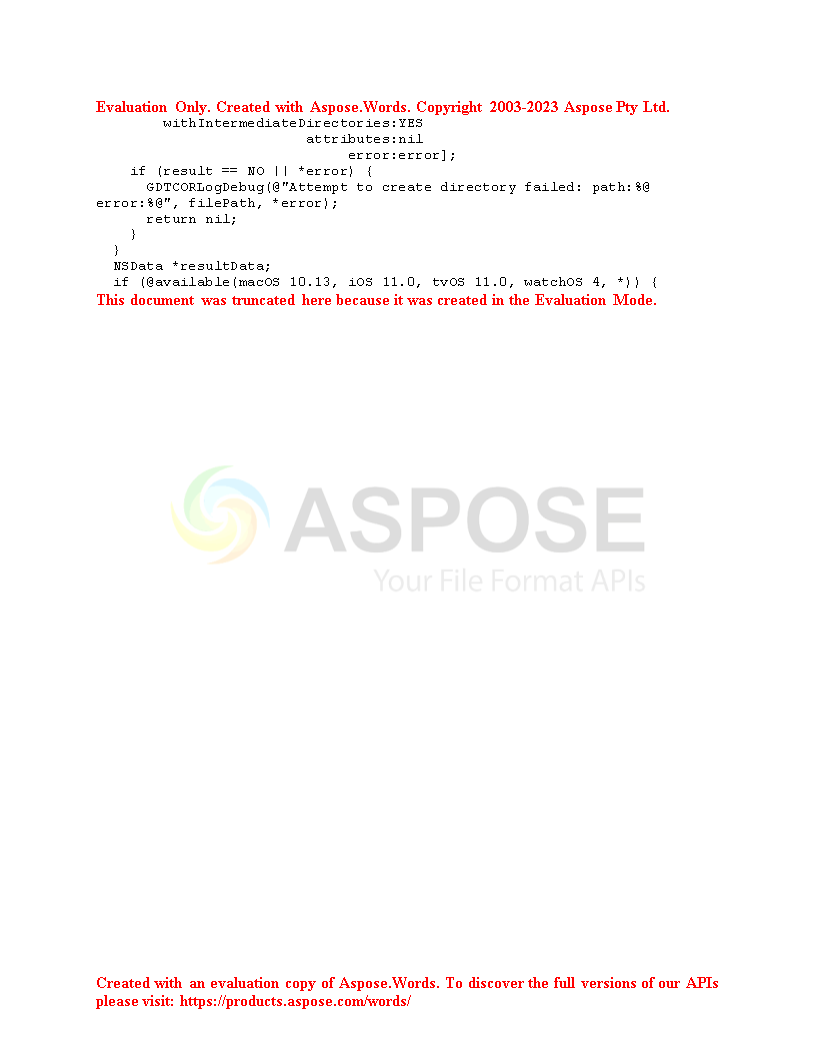 Evaluation Only. Created with Aspose.Words. Copyright 2003-2023 Aspose Pty Ltd.
        withIntermediateDirectories:YES
                         attributes:nil
                              error:error];
    if (result == NO || *error) {
      GDTCORLogDebug(@"Attempt to create directory failed: path:%@
error:%@", filePath, *error);
      return nil;
    }
  }
  NSData *resultData;
  if (@available(macOS 10.13, iOS 11.0, tvOS 11.0, watchOS 4, *)) {
This document was truncated here because it was created in the Evaluation Mode.
ASPOSE
Your File Format APIs
Created with an evaluation copy of Aspose.Words. To discover the full versions of our APIs
please visit: https://products.aspose.com/words/